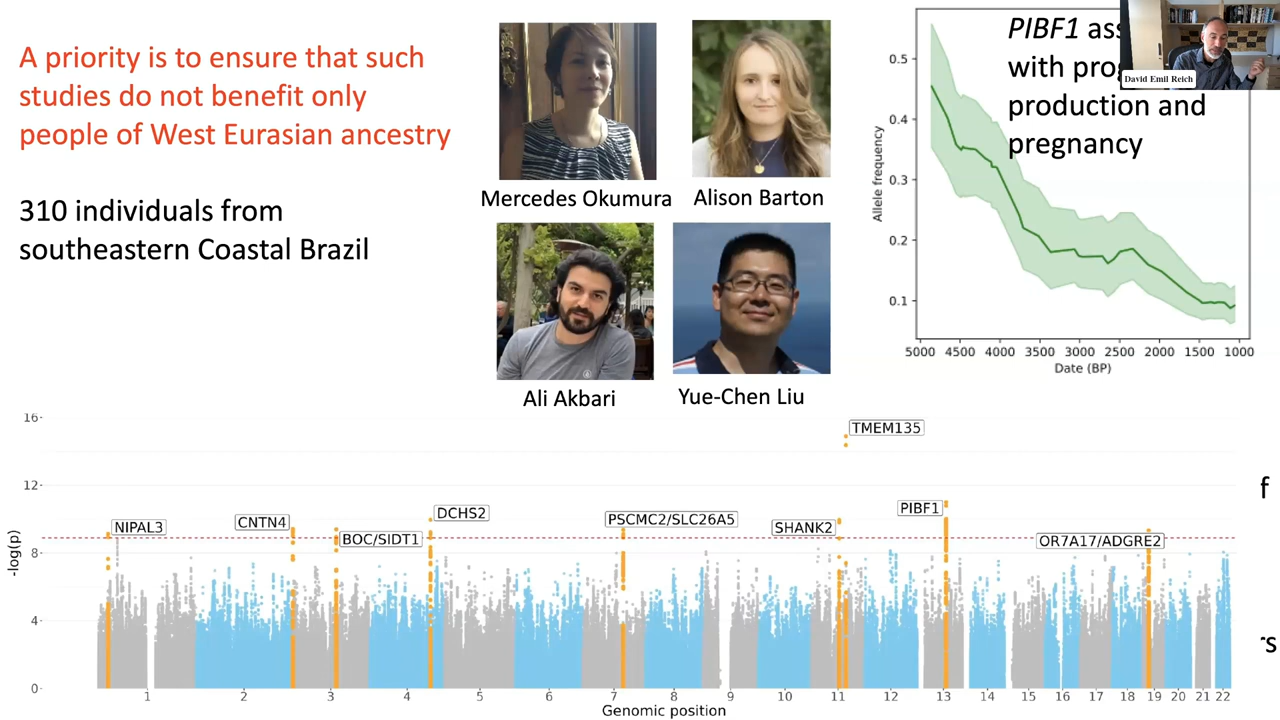 A priority is to ensure that such
studies do not benefit only
people of West Eurasian ancestry
310 individuals from
southeastern Coastal Brazil
Mercedes Okumura
Alison Barton
Ali Akbari
Yue-Chen Liu
PIBF1
with
production and
pregnancy
David Emil Reich
Allele frequency
0.5
0.4
0.3
0.2
0.1
5000 4500 4000 3500 3000 2500 2000 1500 1000
Date (BP)
-log(p)
16
12
8
4
0
NIPAL3
CNTN4
BOC/SIDT1
DCHS2
PSCMC2/SLC26A5
SHANK2
TMEM135
PIBF1
OR7A17/ADGRE2
1 2 3 4 5 6 7 8 9 10 11 12 13 14 15 16 17 18 19 20 21 22
Genomic position
f
rs